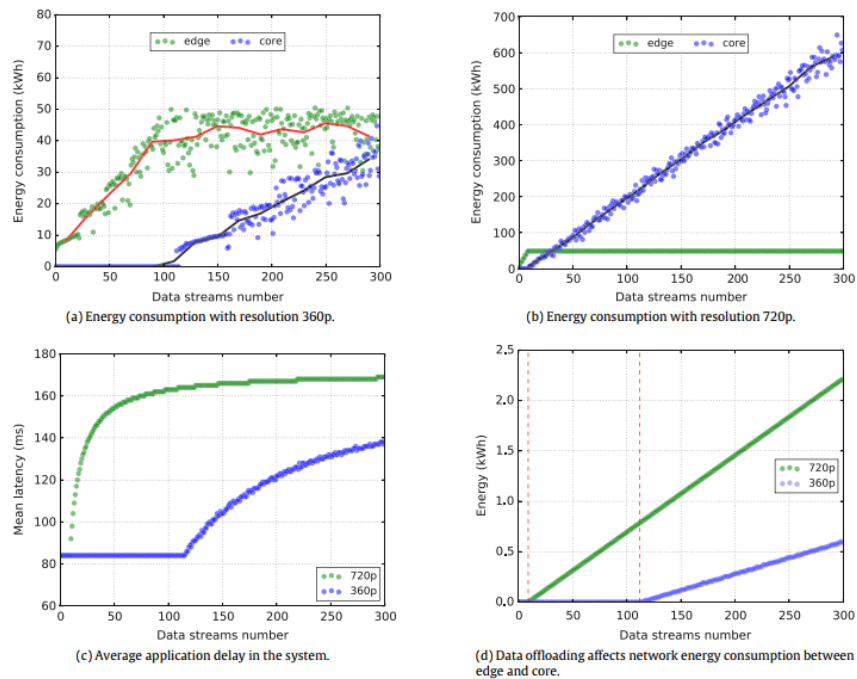 80
70
60
50
40
30
20
10
0
Energy consumption (kWh)
edge core
0 50 100 150 200 250 300
Data streams number
(a) Energy consumption with resolution 360p.
700
600
500
400
300
200
100
0
Energy consumption (kWh)
edge core
0 50 100 150 200 250 300
Data streams number
(b) Energy consumption with resolution 720p.
180
160
140
120
100
80
60
Mean latency (ms)
720p
360p
0 50 100 150 200 250 300
Data streams number
(c) Average application delay in the system.
2.5
2.0
1.5
1.0
0.5
0.0
Energy (kWh)
720p
360p
0 50 100 150 200 250 300
Data streams number
(d) Data offloading affects network energy consumption between
edge and core.